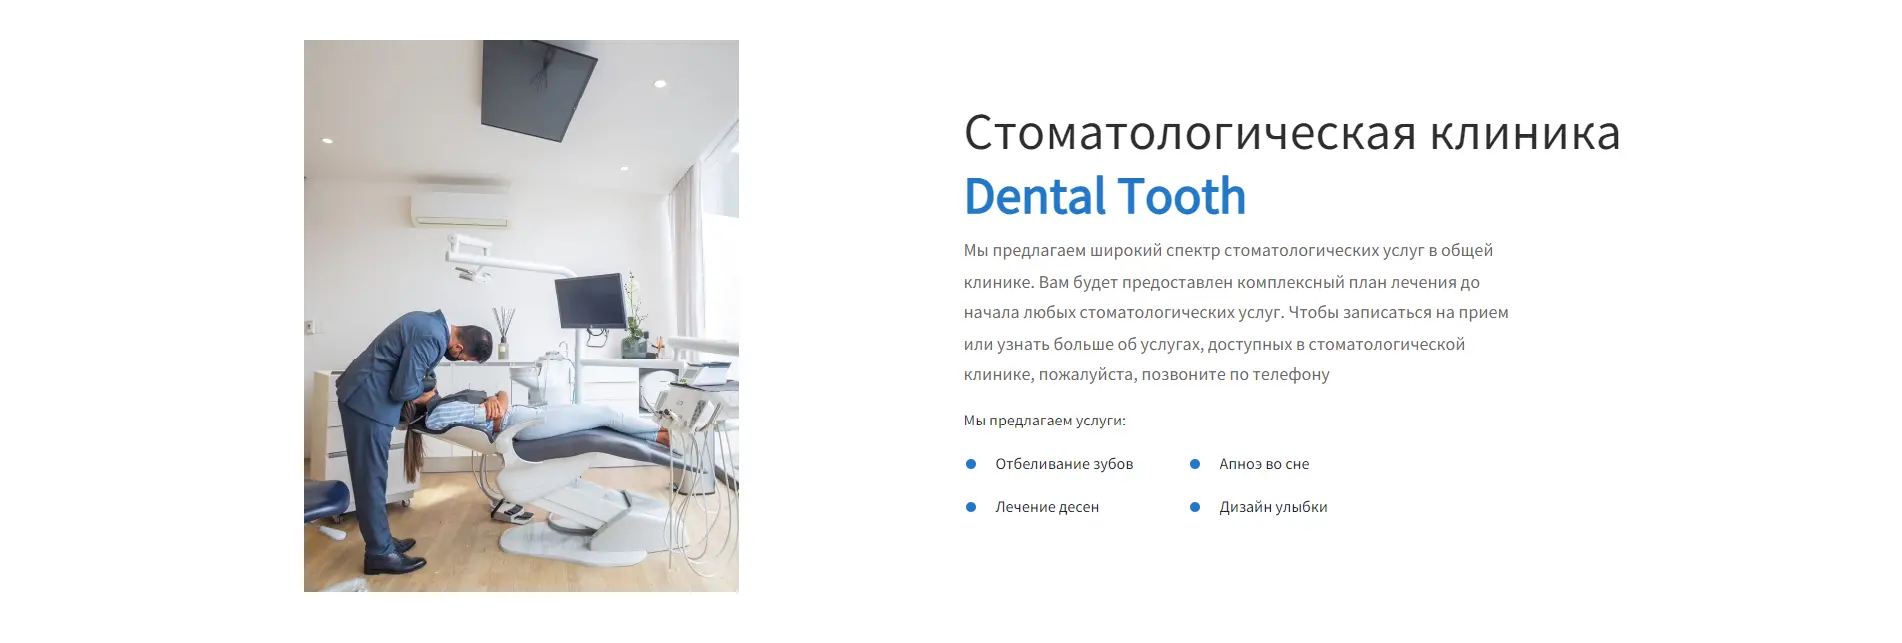 Стоматологическая клиника
Dental Tooth
Мы предлагаем широкий спектр стоматологических услуг в общей
клинике. Вам будет предоставлен комплексный план лечения до
начала любых стоматологических услуг. Чтобы записаться на прием
или узнать больше об услугах, доступных в стоматологической
клинике, пожалуйста, позвоните по телефону
Мы предлагаем услуги:
Отбеливание зубов
Апноэ во сне
Лечение десен
Дизайн улыбки